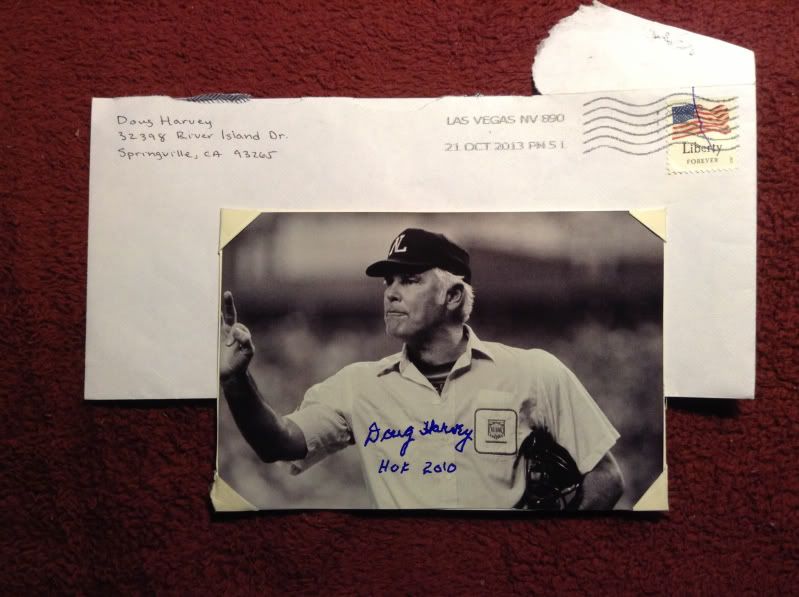 Doug Harvey
32398 River Island Dr.
Springville, CA 93265
LAS VEGAS NV 890
21 OCT 2013 PM 5 L
Liberty
FOREVER
NL
Doug Harvey
HOF 2010